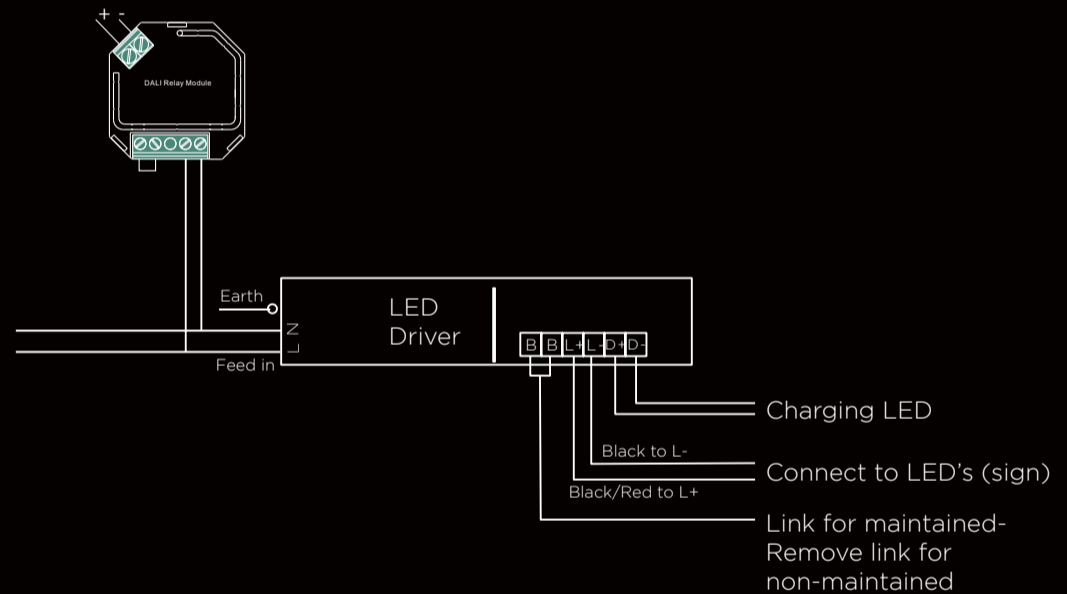 + -
DALI Relay Module
Earth
N
L
Feed in
LED
Driver
B B L+ L- D+ D-
Charging LED
Black to L-
Connect to LED's (sign)
Black/Red to L+
Link for maintained-
Remove link for
non-maintained